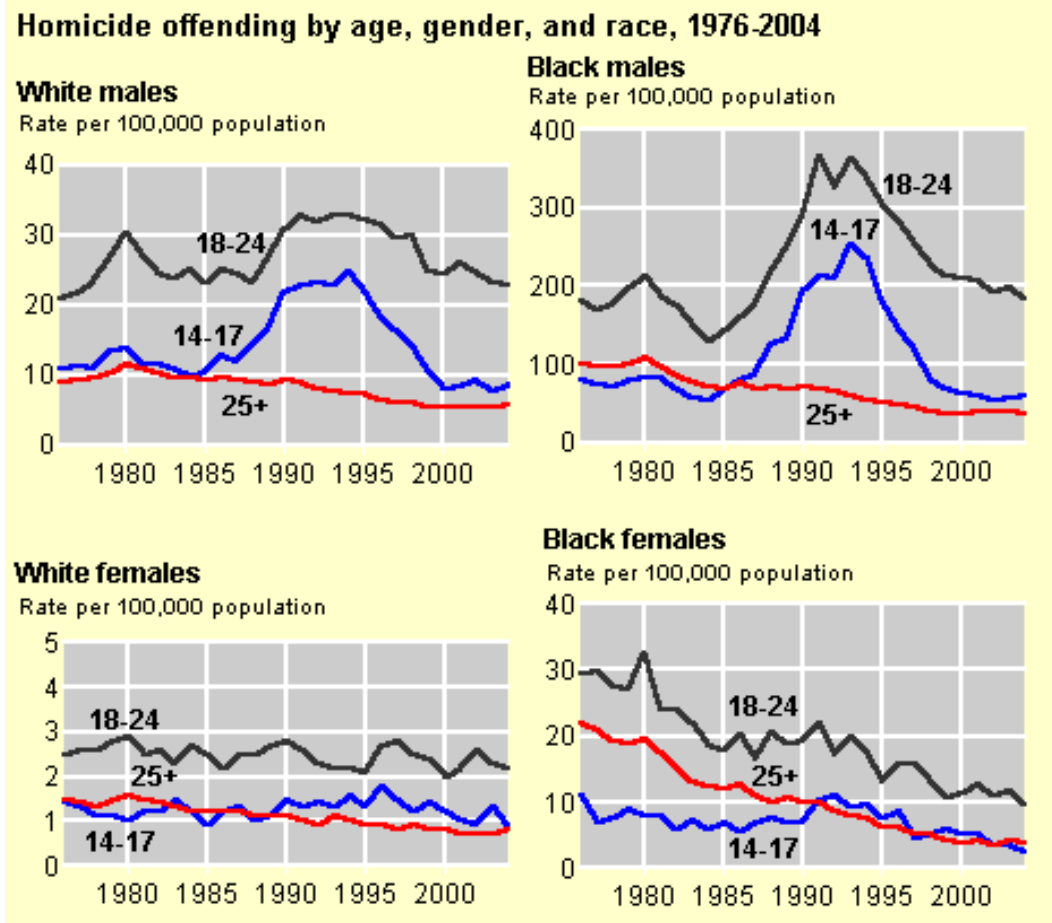 Homicide offending by age, gender, and race, 1976-2004
White males
Rate per 100,000 population
40
30
20
10
0
18-24
14-17
25+
1980 1985 1990 1995 2000
Black males
Rate per 100,000 population
400
300
200
100
0
18-24
14-17
25+
1980 1985 1990 1995 2000
White females
Rate per 100,000 population
5
4
3
2
1
0
18-24
25+
14-17
1980 1985 1990 1995 2000
Black females
Rate per 100,000 population
40
30
20
10
0
18-24
25+
14-17
1980 1985 1990 1995 2000